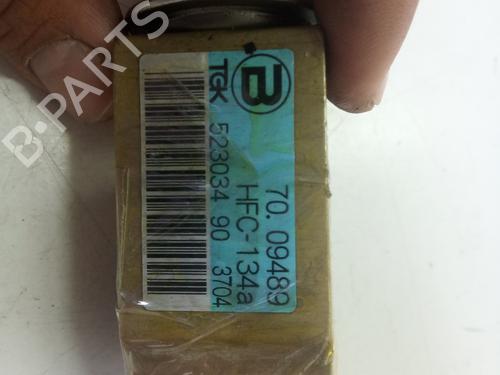 B
70. 09489
HFC-134a
TGK 523034 90 3704
B-PARTS